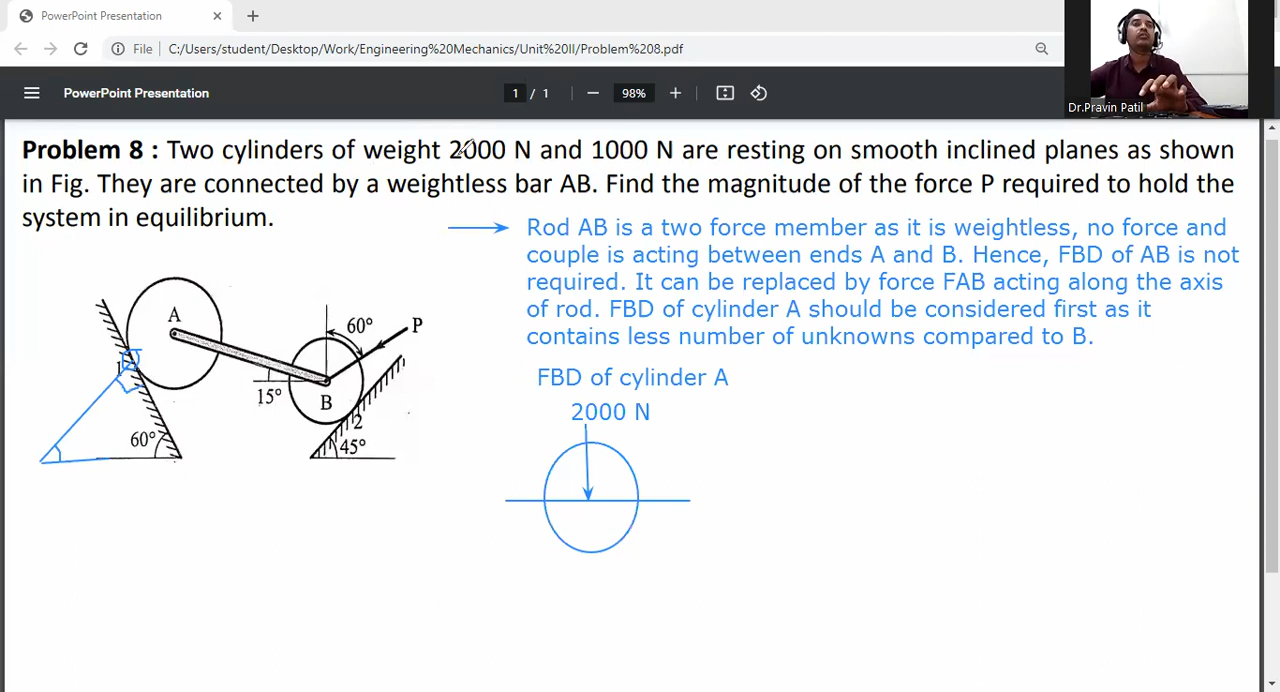 PowerPoint Presentation
File
C:/Users/student/Desktop/Work/Engineering%20Mechanics/Unit%20II/Problem%208.pdf
PowerPoint Presentation
1 / 1
98%
Dr.Pravin Patil
Problem 8 : Two cylinders of weight 2000 N and 1000 N are resting on smooth inclined planes as shown
in Fig. They are connected by a weightless bar AB. Find the magnitude of the force P required to hold the
system in equilibrium.
Rod AB is a two force member as it is weightless, no force and
couple is acting between ends A and B. Hence, FBD of AB is not
required. It can be replaced by force FAB acting along the axis
of rod. FBD of cylinder A should be considered first as it
contains less number of unknowns compared to B.
FBD of cylinder A
2000 N
A
60°
P
1
15°
B
2
60°
45°